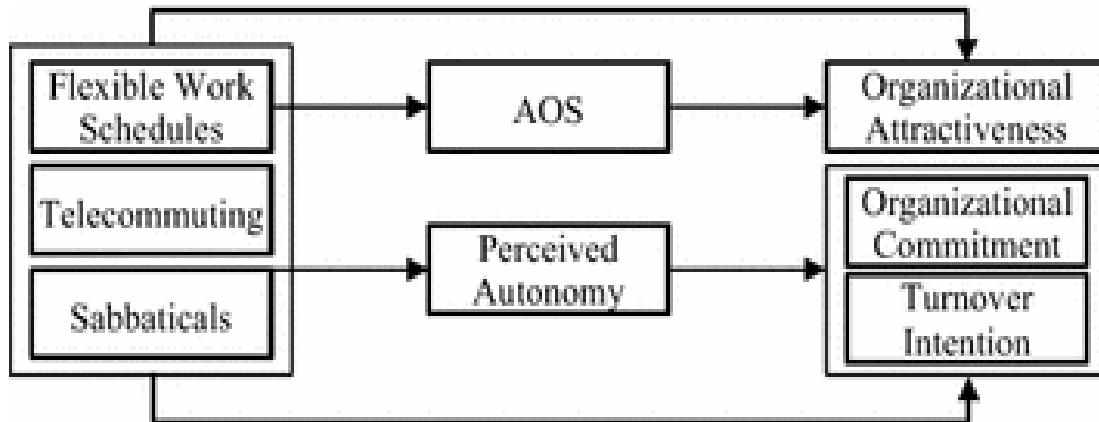 Flexible Work
Schedules
AOS
Organizational
Attractiveness
Telecommuting
Perceived
Autonomy
Organizational
Commitment
Sabbaticals
Turnover
Intention